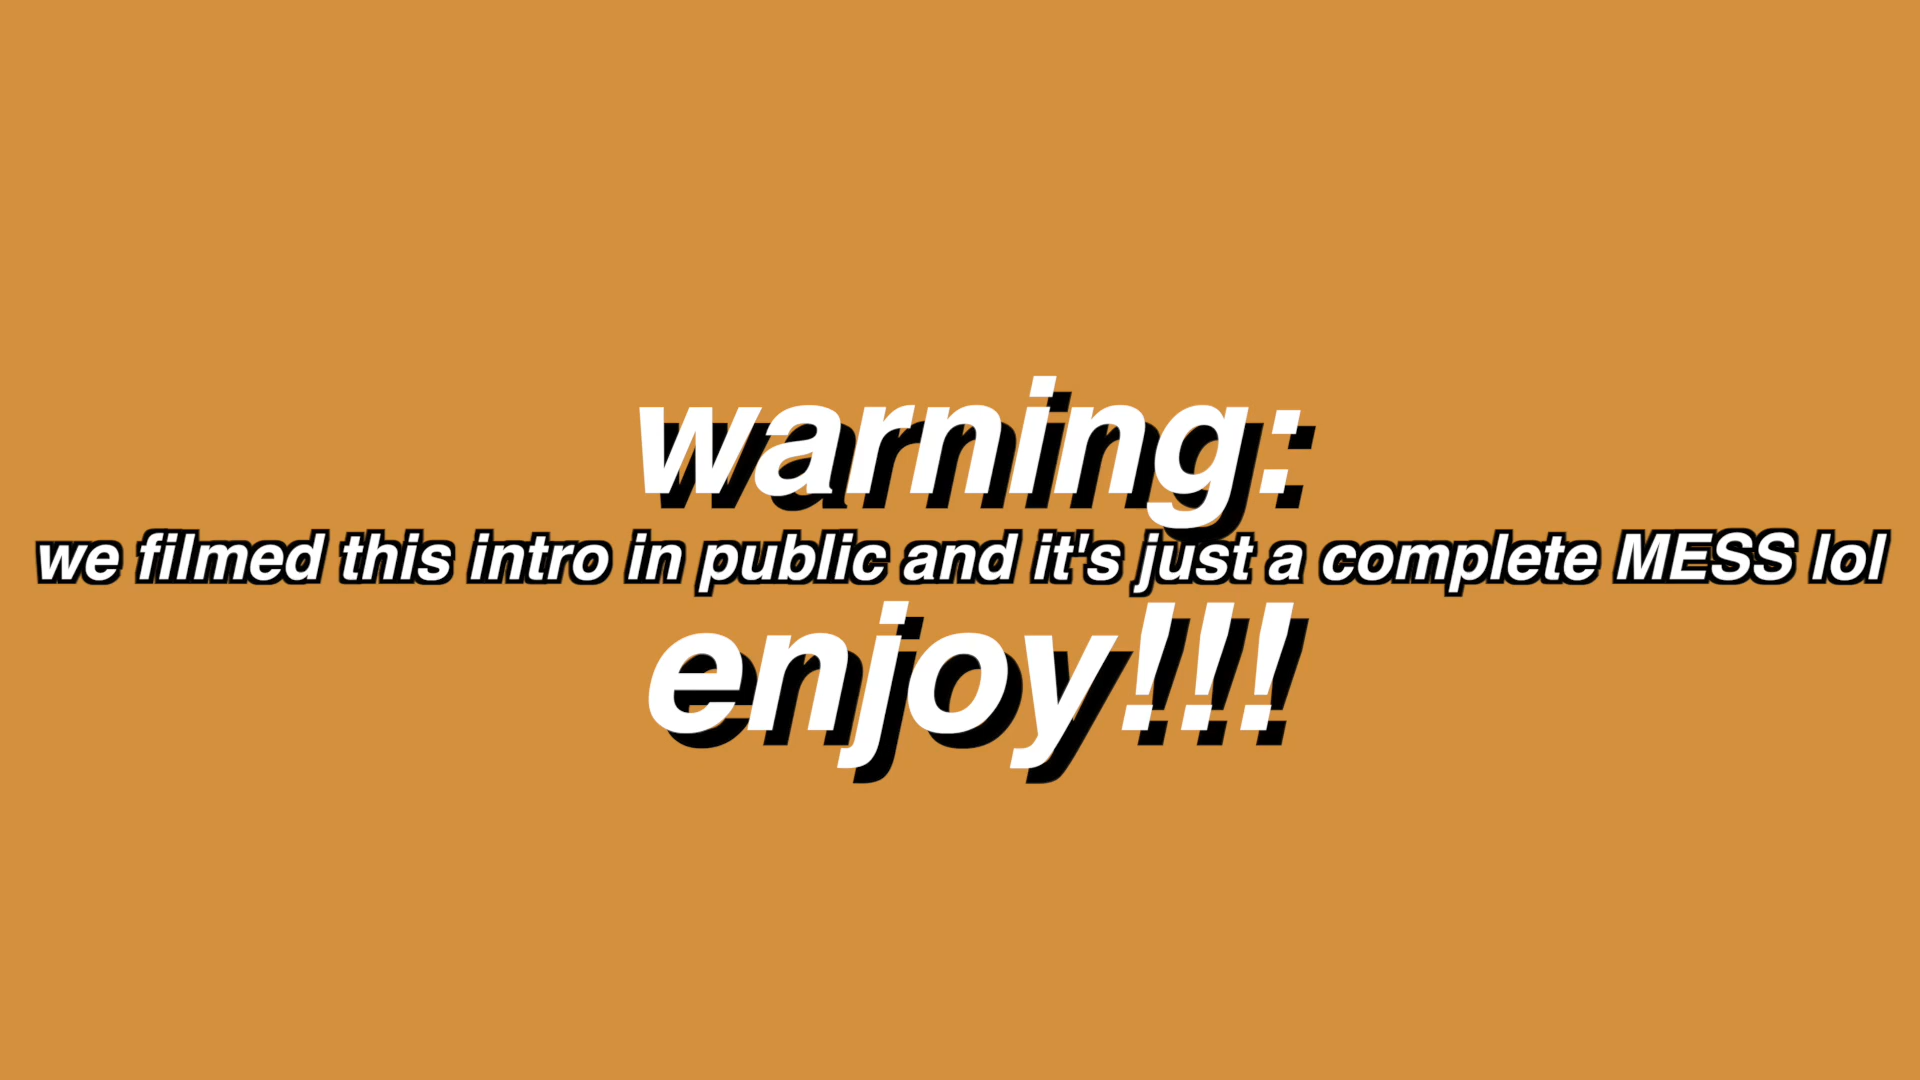 warning:
we filmed this intro in public and it's just a complete MESS lol
enjoy!!!